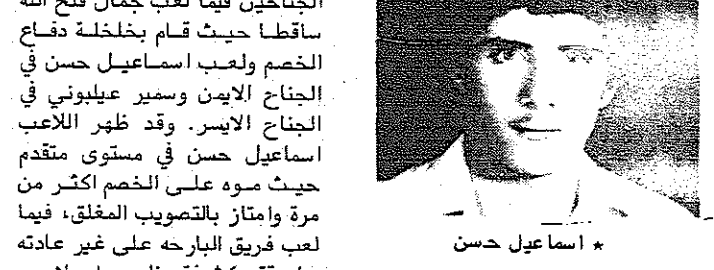 الجناحين فيما لعب جمال فتح الله
ساقطا حيث قام بخلخلة دفاع
الخصم ولعب اسماعيل حسن في
الجناح الايمن وسمير عيلبوني في
الجناح الايسر. وقد ظهر اللاعب
اسماعيل حسن في مستوى متقدم
حيث موه على الخصم اكثر من
مرة وامتاز بالتصويب المغلق، فيما
لعب فريق البارحه على غير عادته
* اسماعيل حسن